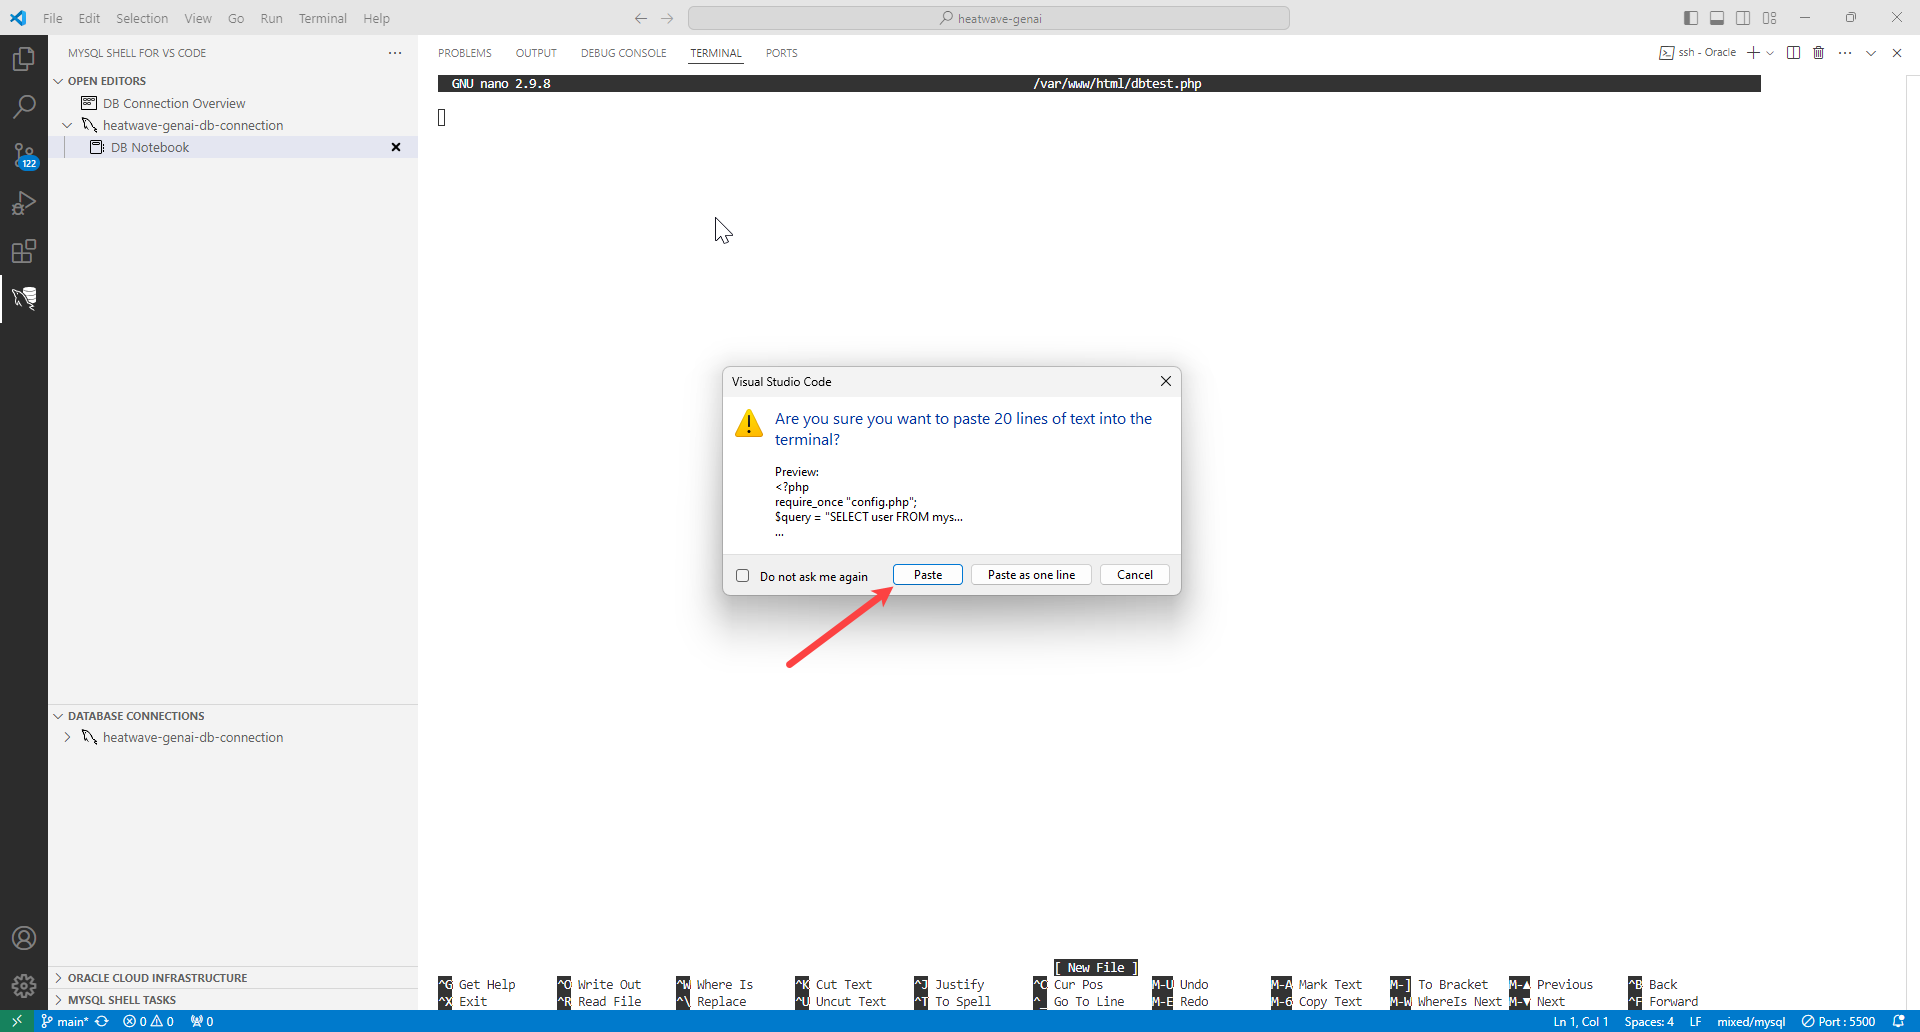 File Edit Selection View Go Run Terminal Help
heatwave-genai
MYSQL SHELL FOR VS CODE
OPEN EDITORS
DB Connection Overview
heatwave-genai-db-connection
DB Notebook
122
PROBLEMS OUTPUT DEBUG CONSOLE TERMINAL PORTS
ssh - Oracle
GNU nano 2.9.8 /var/www/html/dbtest.php
Visual Studio Code
Are you sure you want to paste 20 lines of text into the
terminal?
Preview:
<?php
require_once "config.php";
$query = "SELECT user FROM mys...
...
Do not ask me again Paste Paste as one line Cancel
DATABASE CONNECTIONS
heatwave-genai-db-connection
ORACLE CLOUD INFRASTRUCTURE
MYSQL SHELL TASKS
[ New File ]
^G Get Help ^O Write Out ^W Where Is ^K Cut Text ^J Justify ^C Cur Pos M-U Undo M-A Mark Text M-] To Bracket M-▲ Previous ^B Back
^X Exit ^R Read File ^\ Replace ^U Uncut Text ^T To Spell ^_ Go To Line M-E Redo M-6 Copy Text M-W WhereIs Next M-▼ Next ^F Forward
main* 0 0 0 Ln 1, Col 1 Spaces: 4 LF mixed/mysql Port : 5500